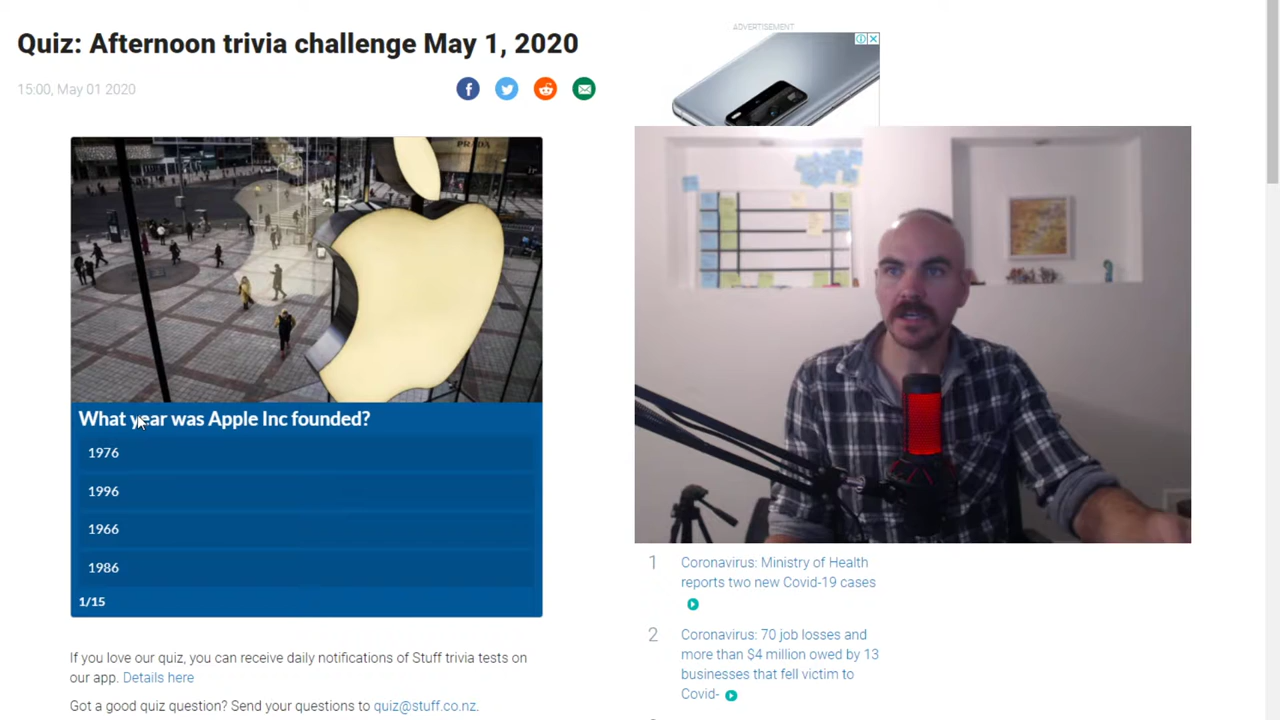 Quiz: Afternoon trivia challenge May 1, 2020
15:00, May 01 2020
ADVERTISEMENT
PRADA
What year was Apple Inc founded?
1976
1996
1966
1986
1/15
If you love our quiz, you can receive daily notifications of Stuff trivia tests on
our app. Details here
Got a good quiz question? Send your questions to quiz@stuff.co.nz.
1
Coronavirus: Ministry of Health
reports two new Covid-19 cases
2
Coronavirus: 70 job losses and
more than $4 million owed by 13
businesses that fell victim to
Covid-